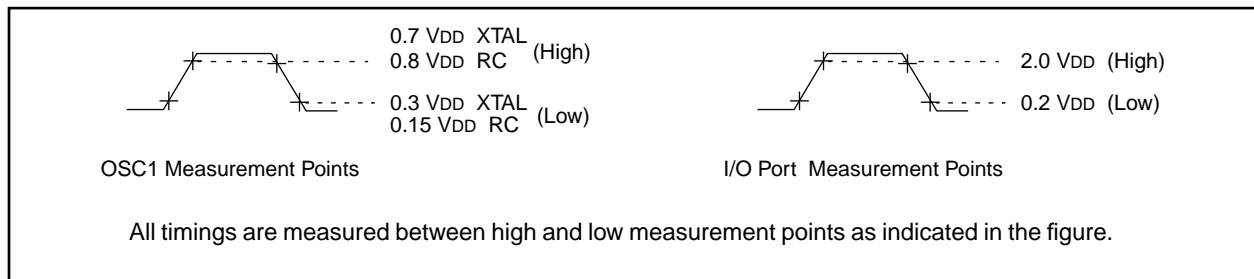 0.7 VDD XTAL
0.8 VDD RC (High)
0.3 VDD XTAL
0.15 VDD RC (Low)
OSC1 Measurement Points
2.0 VDD (High)
0.2 VDD (Low)
I/O Port Measurement Points
All timings are measured between high and low measurement points as indicated in the figure.